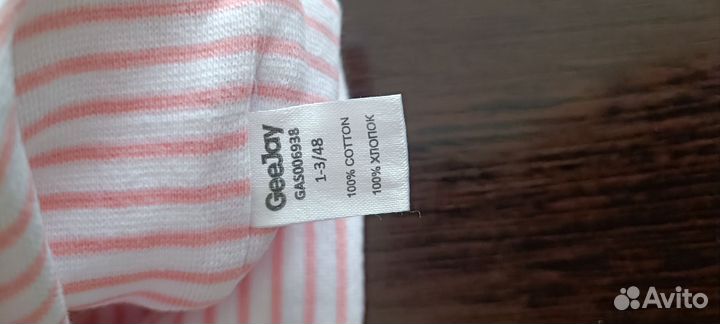 GeeJay
GAS006938
1-3/48
100% COTTON
100% ХЛОПОК
Avito